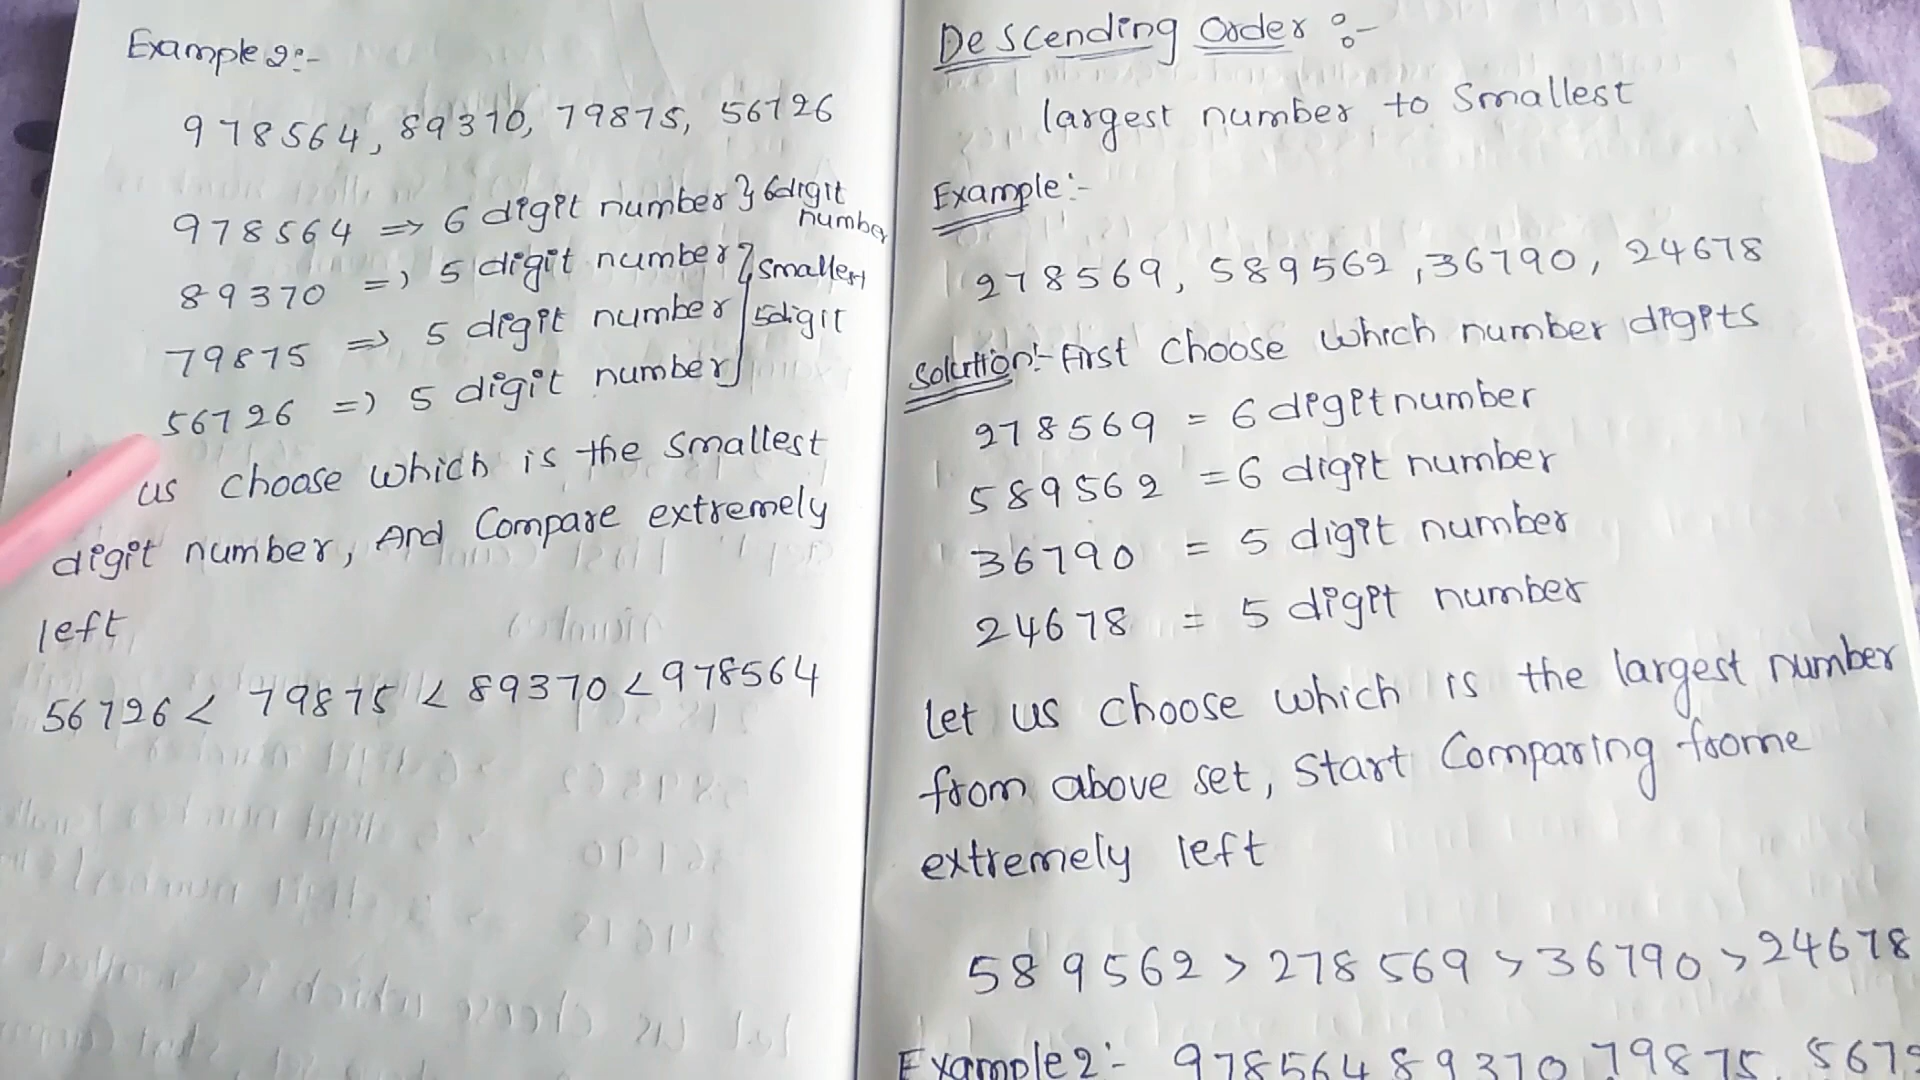 Example 2:-
978564, 89370, 79875, 56726
978564 => 6 digit number } 6digit number
89370 => 5 digit number } smallest
79875 => 5 digit number 5digit
56726 => 5 digit number
us choose which is the smallest
digit number, And Compare extremely
left
56726 < 79875 < 89370 < 978564
Descending Order :-
largest number to Smallest
Example:-
278569, 589562, 36790, 24678
Solution:- First choose which number digits
278569 = 6 digit number
589562 = 6 digit number
36790 = 5 digit number
24678 = 5 digit number
Let us choose which is the largest number
from above set, Start Comparing frome
extremely left
589562 > 278569 > 36790 > 24678
Example 2:- 978564 89370 79875,